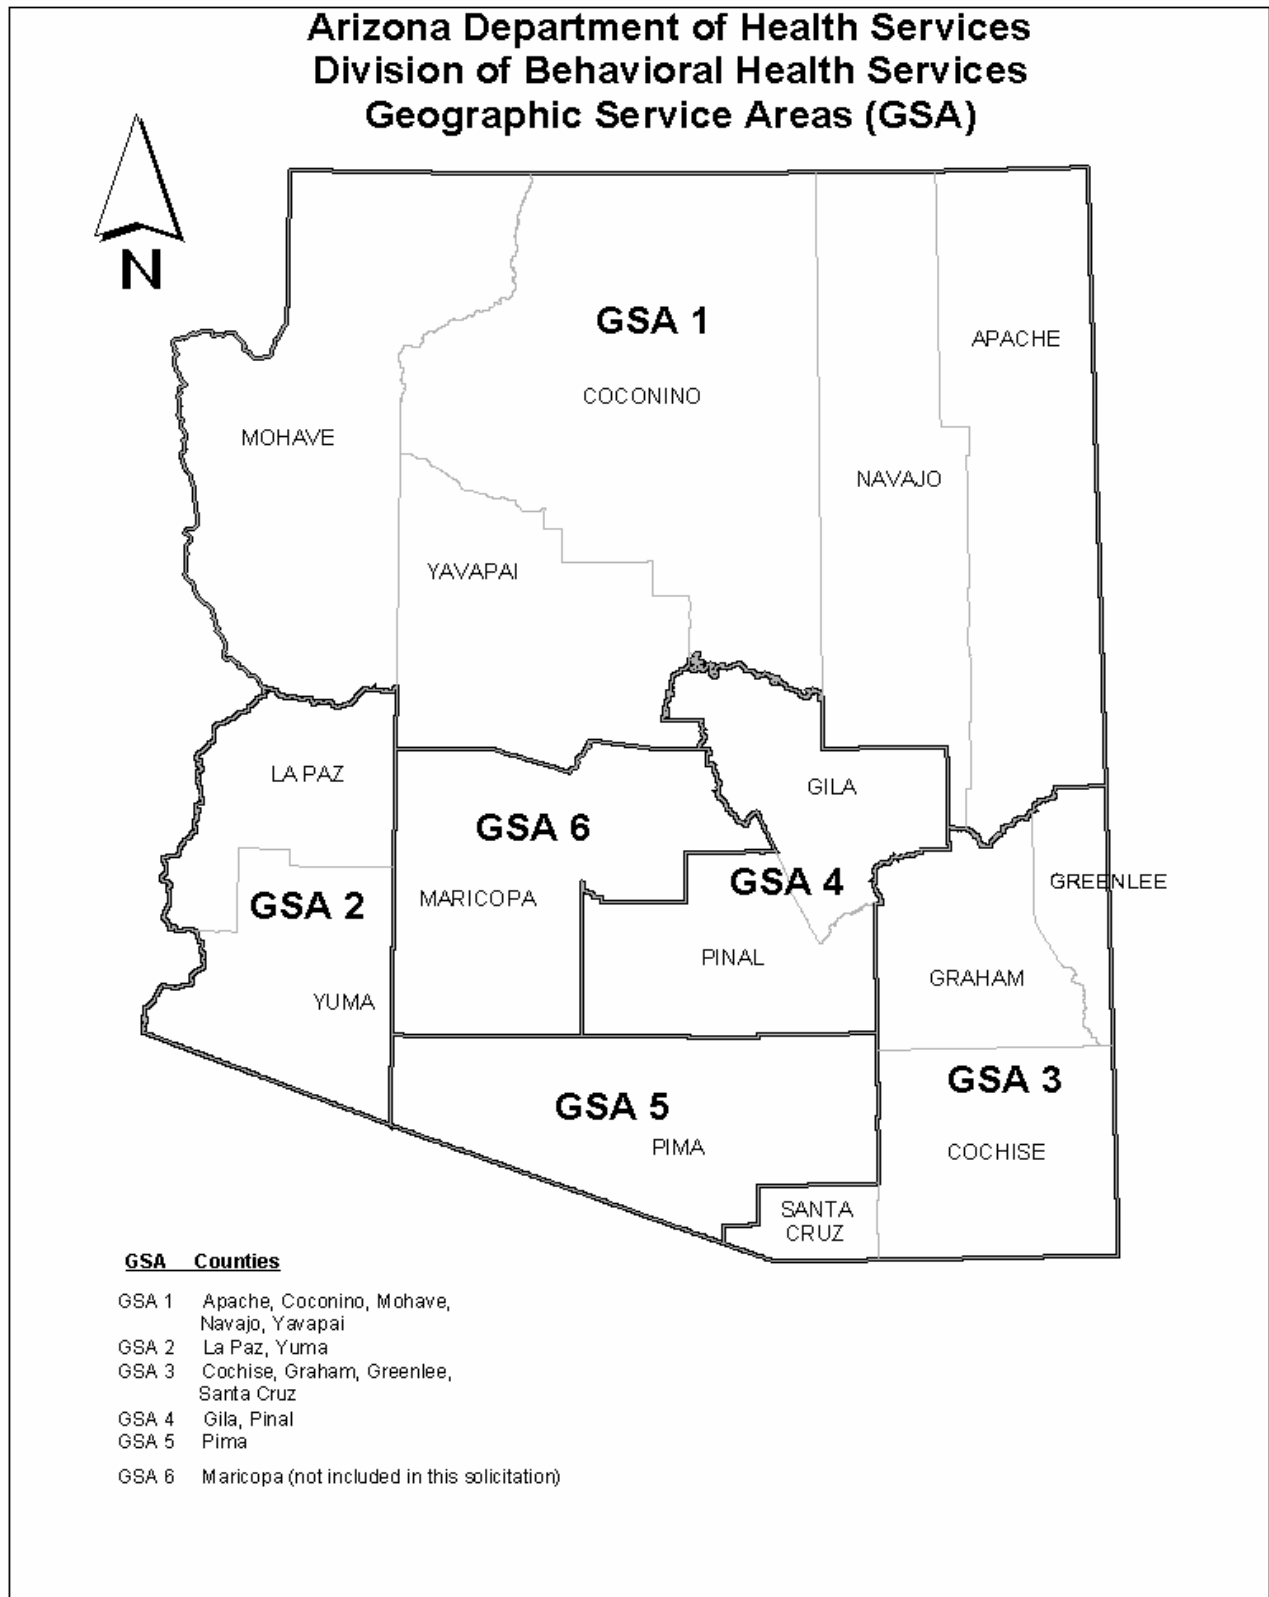 Arizona Department of Health Services
Division of Behavioral Health Services
Geographic Service Areas (GSA)
N
GSA 1
APACHE
COCONINO
MOHAVE
NAVAJO
YAVAPAI
LA PAZ
GILA
GSA 6
GSA 4
GREENLEE
MARICOPA
GSA 2
PINAL
GRAHAM
YUMA
GSA 3
GSA 5
PIMA
COCHISE
SANTA
CRUZ
GSA Counties
GSA 1 Apache, Coconino, Mohave,
Navajo, Yavapai
GSA 2 La Paz, Yuma
GSA 3 Cochise, Graham, Greenlee,
Santa Cruz
GSA 4 Gila, Pinal
GSA 5 Pima
GSA 6 Maricopa (not included in this solicitation)